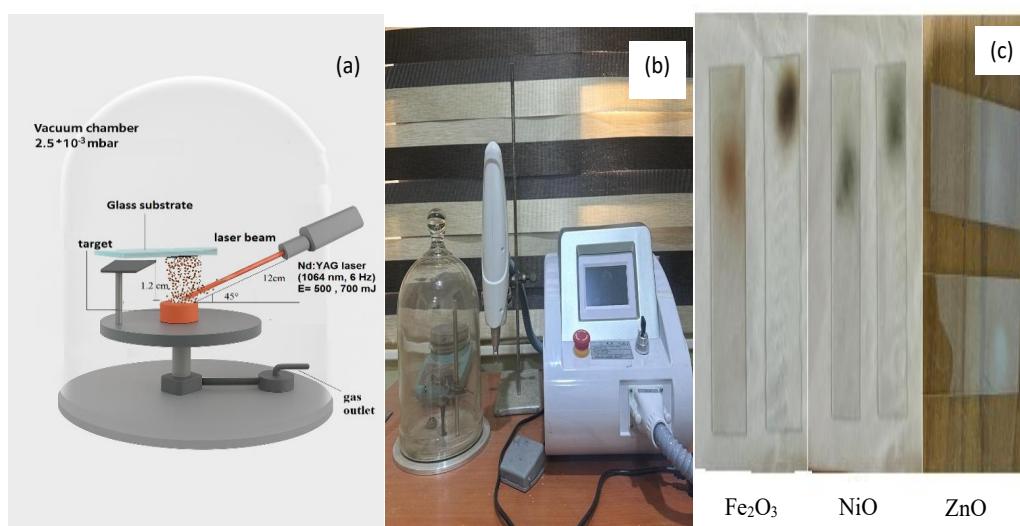 (a)
Vacuum chamber
2.5*10⁻³ mbar
Glass substrate
target
laser beam
Nd:YAG laser
(1064 nm, 6 Hz)
E= 500 , 700 mJ
12cm
1.2 cm
45°
gas
outlet
(b)
(c)
Fe₂O₃ NiO ZnO